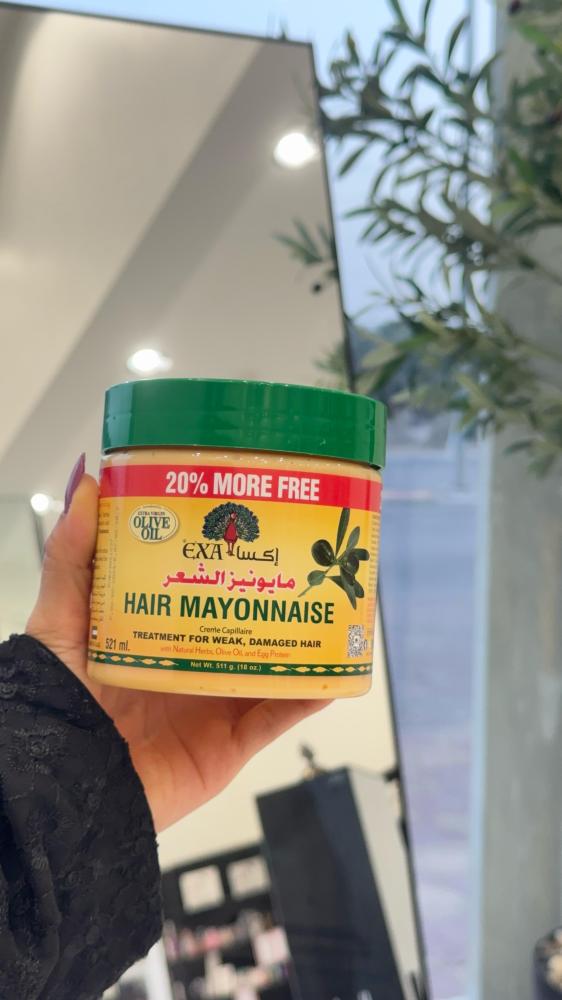 20% MORE FREE
EXTRA VIRGIN
OLIVE
OIL
EXA إكسا
مايونيز الشعر
HAIR MAYONNAISE
Creme Capillaire
TREATMENT FOR WEAK, DAMAGED HAIR
with Natural Herbs, Olive Oil, and Egg Protein
521 ml.
Net Wt. 511 g. (18 oz.)